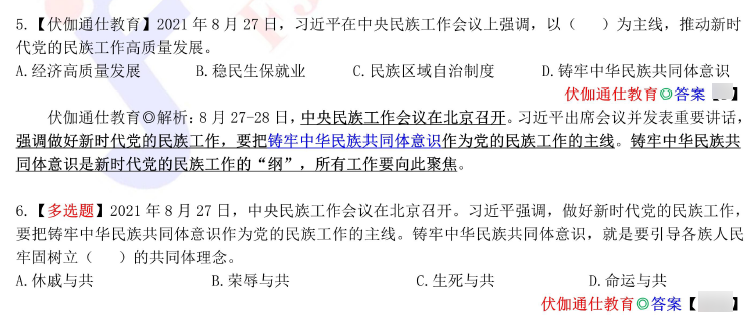 5.【伏伽通仕教育】2021 年 8 月 27 日，习近平在中央民族工作会议上强调，以（　　）为主线，推动新时
代党的民族工作高质量发展。
A.经济高质量发展 B.稳民生保就业 C.民族区域自治制度 D.铸牢中华民族共同体意识
伏伽通仕教育◎答案【 】
伏伽通仕教育◎解析：8 月 27-28 日，中央民族工作会议在北京召开。习近平出席会议并发表重要讲话，
强调做好新时代党的民族工作，要把铸牢中华民族共同体意识作为党的民族工作的主线。铸牢中华民族共
同体意识是新时代党的民族工作的“纲”，所有工作要向此聚焦。
6.【多选题】2021 年 8 月 27 日，中央民族工作会议在北京召开。习近平强调，做好新时代党的民族工作，
要把铸牢中华民族共同体意识作为党的民族工作的主线。铸牢中华民族共同体意识，就是要引导各族人民
牢固树立（　　）的共同体理念。
A.休戚与共 B.荣辱与共 C.生死与共 D.命运与共
伏伽通仕教育◎答案【 】